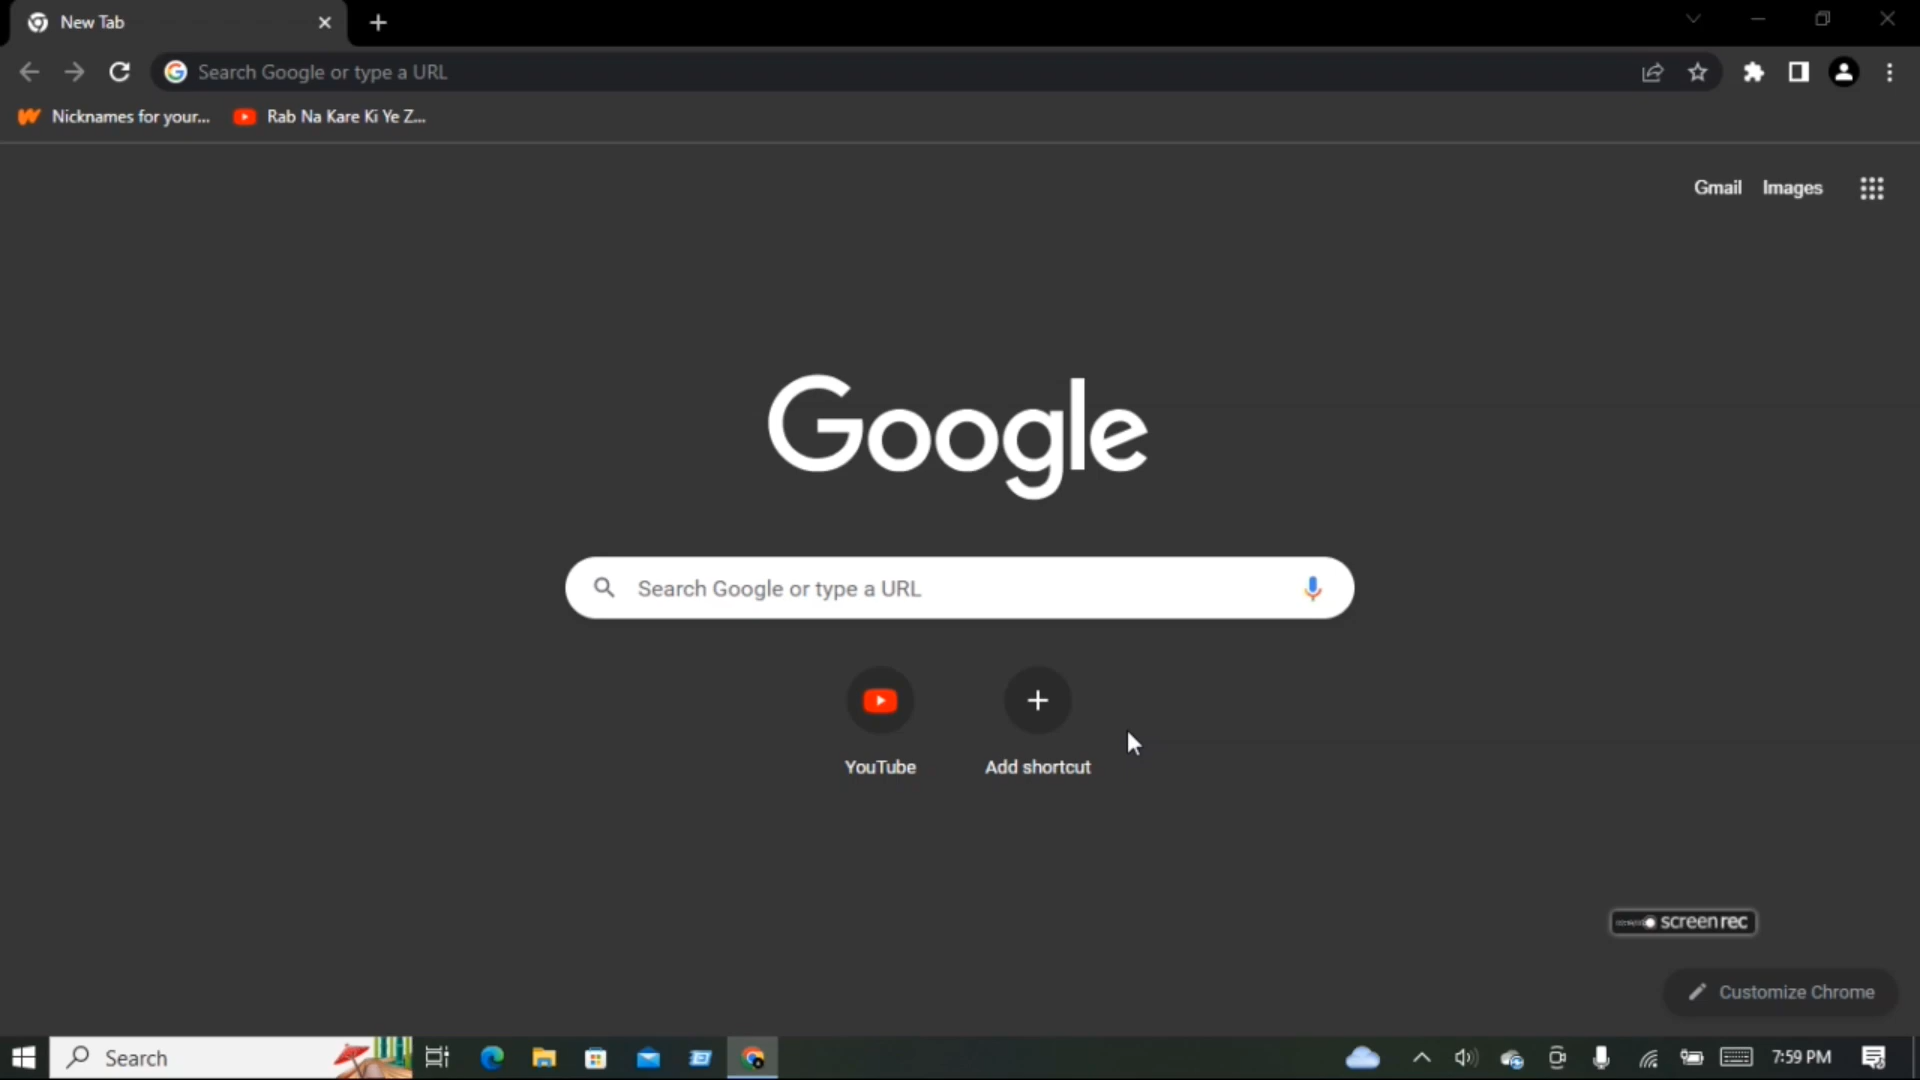 New Tab
Search Google or type a URL
Nicknames for your... Rab Na Kare Ki Ye Z...
Gmail Images
Google
Search Google or type a URL
YouTube Add shortcut
screenrec
Customize Chrome
Search 7:59 PM